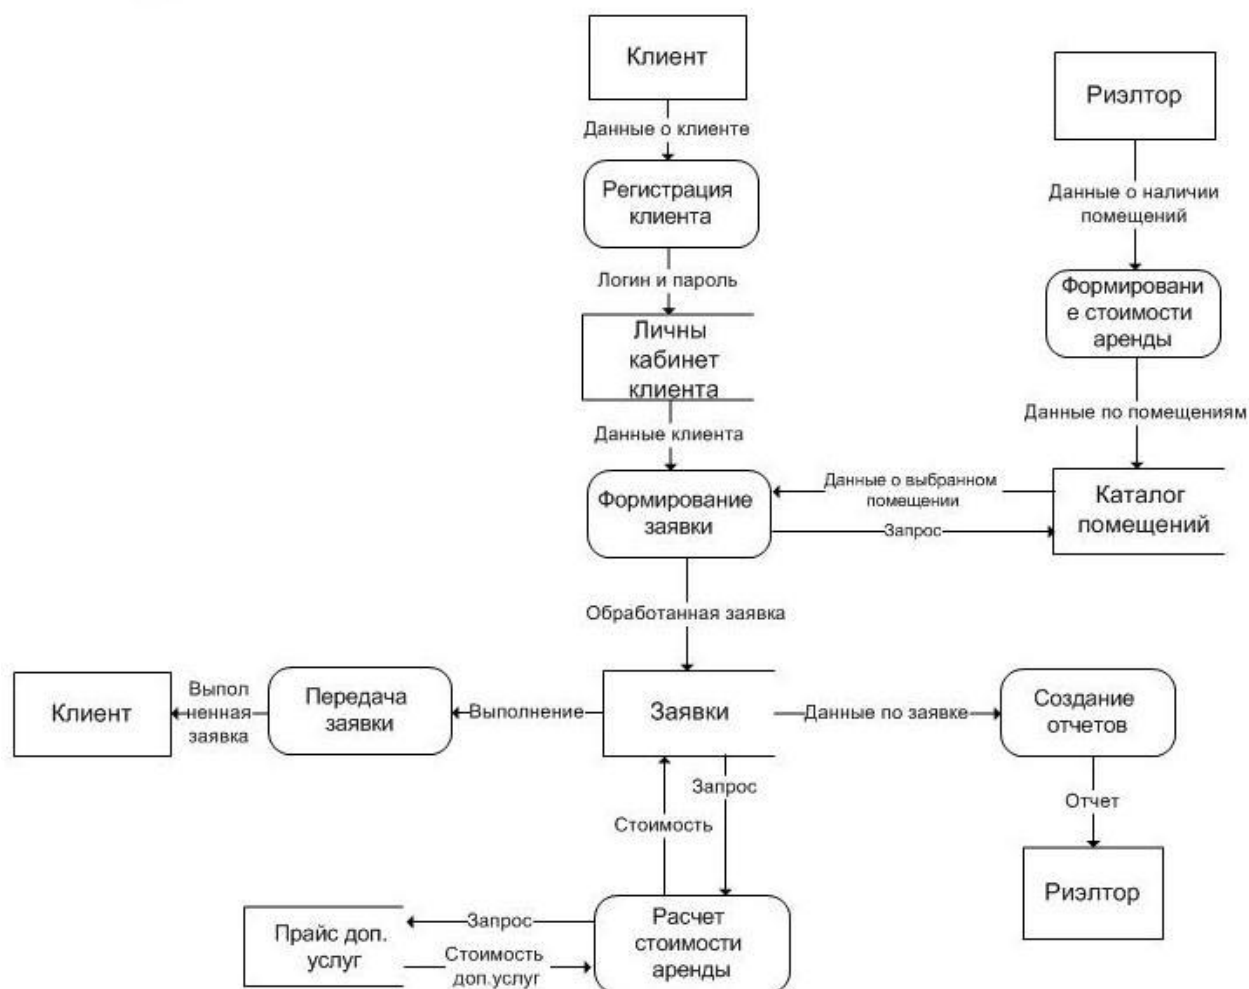 Клиент
Риэлтор
Данные о клиенте
Регистрация
клиента
Данные о наличии
помещений
Логин и пароль
Формировани
е стоимости
аренды
Личны
кабинет
клиента
Данные по помещениям
Данные клиента
Формирование
заявки
Данные о выбранном
помещении
Запрос
Каталог
помещений
Обработанная заявка
Клиент
Выпол
ненная
заявка
Передача
заявки
Выполнение
Заявки
Данные по заявке
Создание
отчетов
Запрос
Стоимость
Отчет
Риэлтор
Прайс доп.
услуг
Запрос
Стоимость
доп.услуг
Расчет
стоимости
аренды